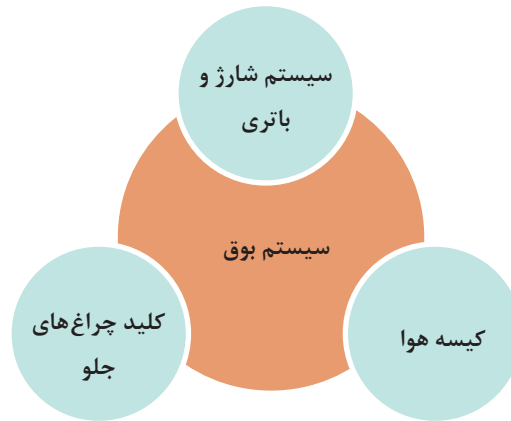 سیستم شارژ و
باتری
سیستم بوق
کلید چراغ‌های
جلو
کیسه هوا